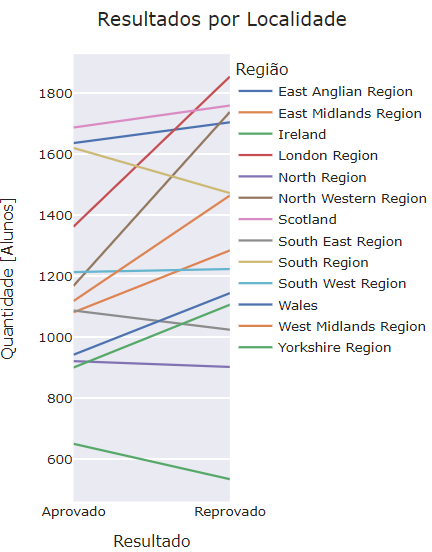 Resultados por Localidade
Quantidade [Alunos]
1800
1600
1400
1200
1000
800
600
Aprovado
Reprovado
Resultado
Região
East Anglian Region
East Midlands Region
Ireland
London Region
North Region
North Western Region
Scotland
South East Region
South Region
South West Region
Wales
West Midlands Region
Yorkshire Region